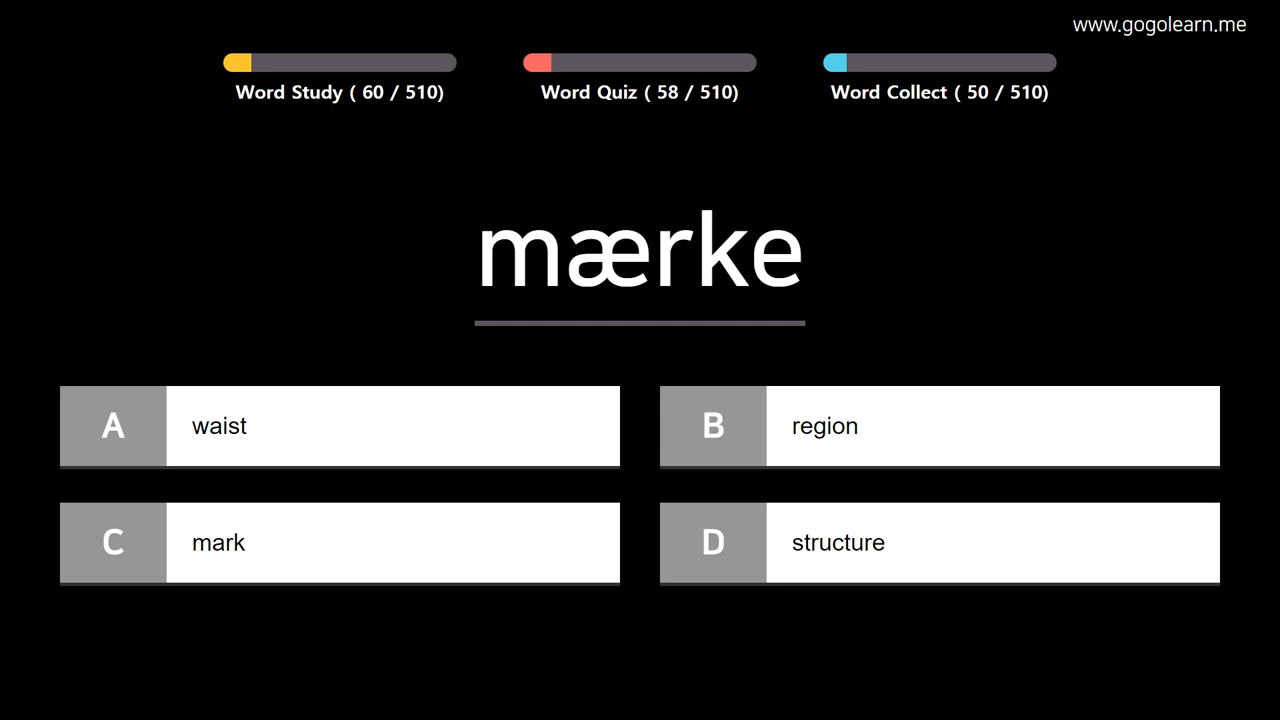 www.gogolearn.me
Word Study ( 60 / 510)
Word Quiz ( 58 / 510)
Word Collect ( 50 / 510)
mærke
A waist
B region
C mark
D structure